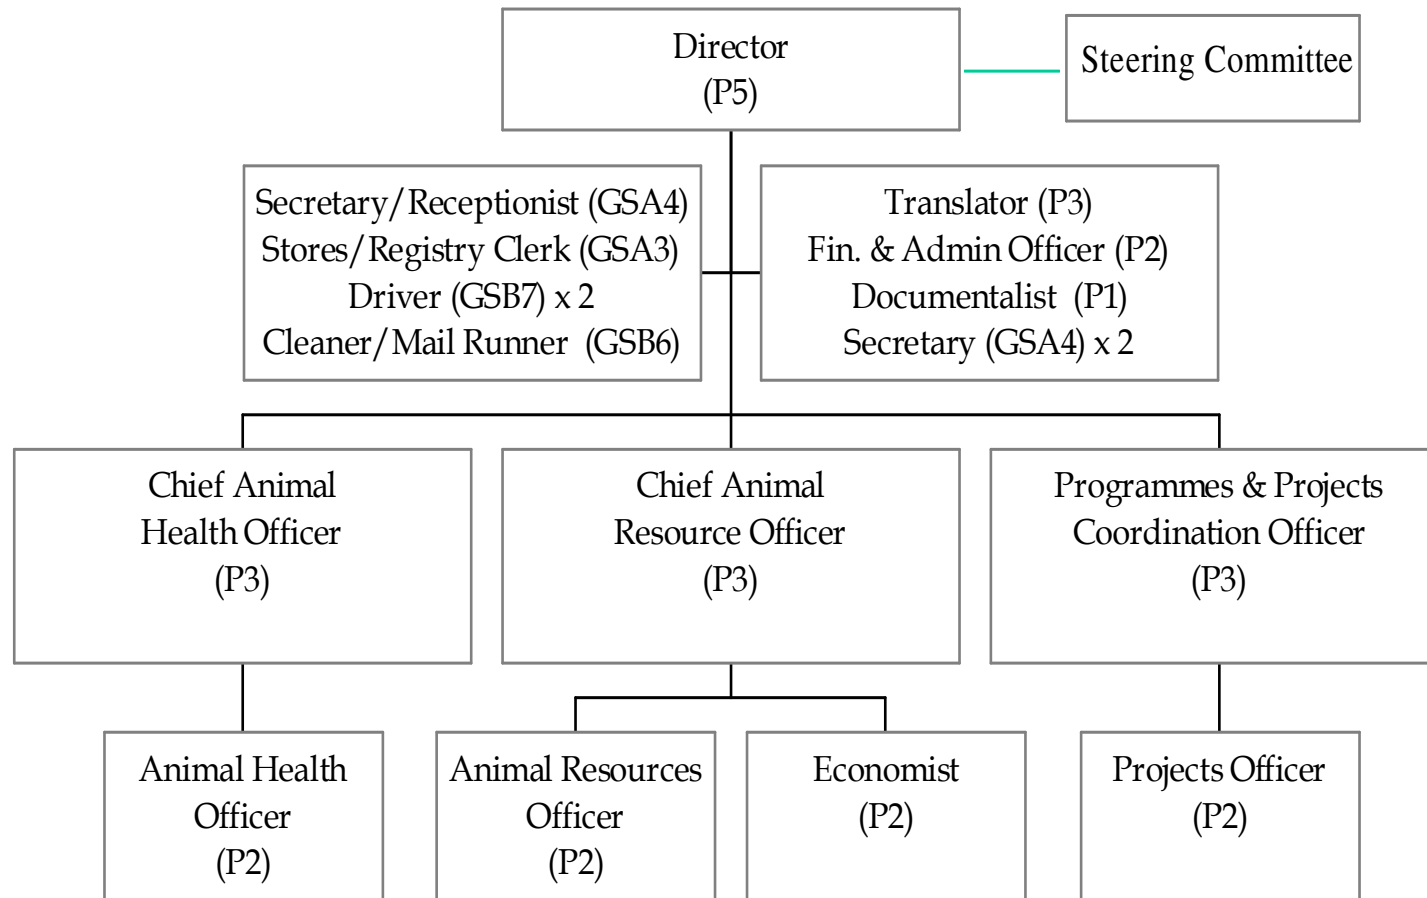 Director
(P5)
Steering Committee
Secretary/Receptionist (GSA4)
Stores/Registry Clerk (GSA3)
Driver (GSB7) x 2
Cleaner/Mail Runner (GSB6)
Translator (P3)
Fin. & Admin Officer (P2)
Documentalist (P1)
Secretary (GSA4) x 2
Chief Animal
Health Officer
(P3)
Chief Animal
Resource Officer
(P3)
Programmes & Projects
Coordination Officer
(P3)
Animal Health
Officer
(P2)
Animal Resources
Officer
(P2)
Economist
(P2)
Projects Officer
(P2)